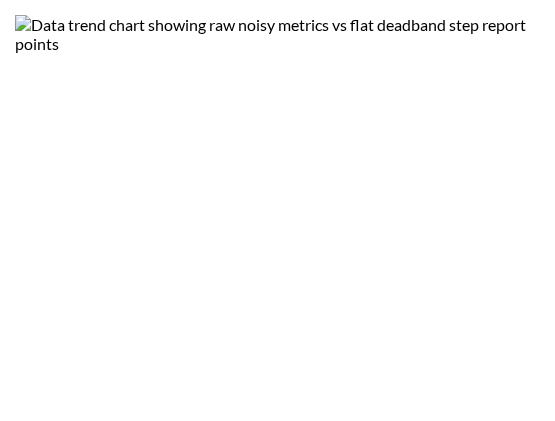 Data trend chart showing raw noisy metrics vs flat deadband step report
points